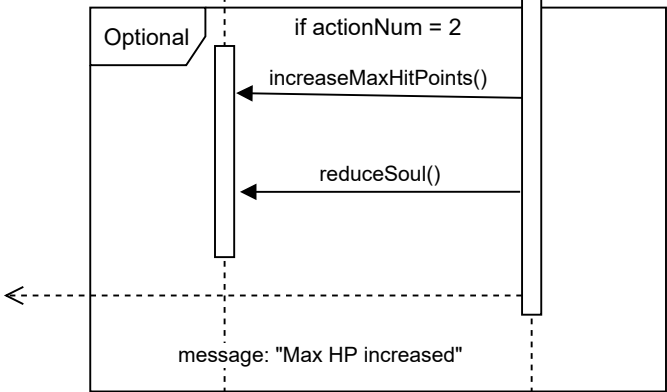 Optional
if actionNum = 2
increaseMaxHitPoints()
reduceSoul()
message: "Max HP increased"